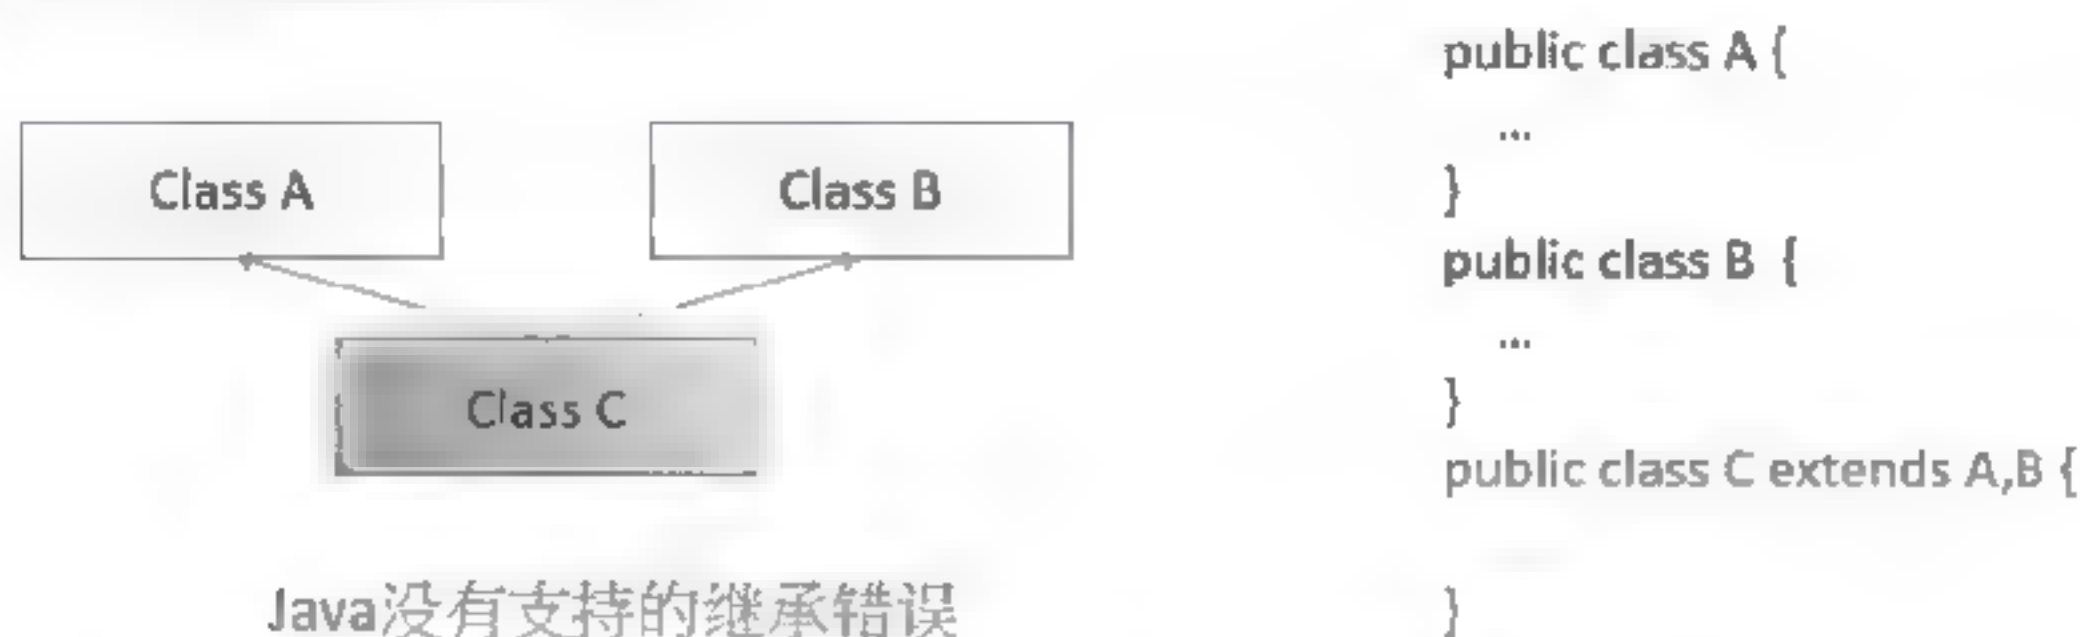 Class A
Class B
Class C
Java没有支持的继承错误
public class A {
...
}
public class B {
...
}
public class C extends A,B {
}